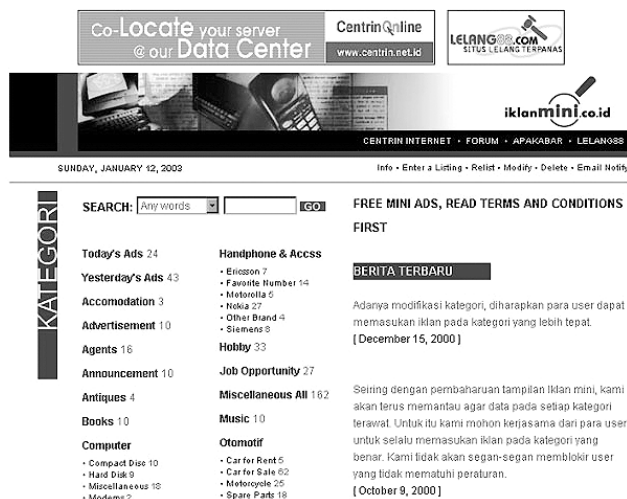 Co-Locate your server
@ our Data Center
CentrinOnline
www.centrin.net.id
LELANG88.COM
SITUS LELANG TERPANAS
iklanmini.co.id
CENTRIN INTERNET • FORUM • APAKABAR • LELANG88
SUNDAY, JANUARY 12, 2003
Info • Enter a Listing • Relist • Modify • Delete • Email Notify
KATEGORI
SEARCH: Any words GO
Today's Ads 24
Yesterday's Ads 43
Accomodation 3
Advertisement 10
Agents 16
Announcement 10
Antiques 4
Books 10
Computer
• Compact Disc 10
• Hard Disk 9
• Miscellaneous 18
• Modems 2
Handphone & Accss
• Ericsson 7
• Favorite Number 14
• Motorolla 5
• Nokia 27
• Other Brand 4
• Siemens 8
Hobby 33
Job Opportunity 27
Miscellaneous All 162
Music 10
Otomotif
• Car for Rent 5
• Car for Sale 62
• Motorcycle 25
• Spare Parts 18
FREE MINI ADS, READ TERMS AND CONDITIONS
FIRST
BERITA TERBARU
Adanya modifikasi kategori, diharapkan para user dapat
memasukan iklan pada kategori yang lebih tepat.
[ December 15, 2000 ]
Seiring dengan pembaharuan tampilan Iklan mini, kami
akan terus memantau agar data pada setiap kategori
terawat. Untuk itu kami mohon kerjasama dari para user
untuk selalu memasukan iklan pada kategori yang
benar. Kami tidak akan segan-segan memblokir user
yang tidak mematuhi peraturan.
[ October 9, 2000 ]